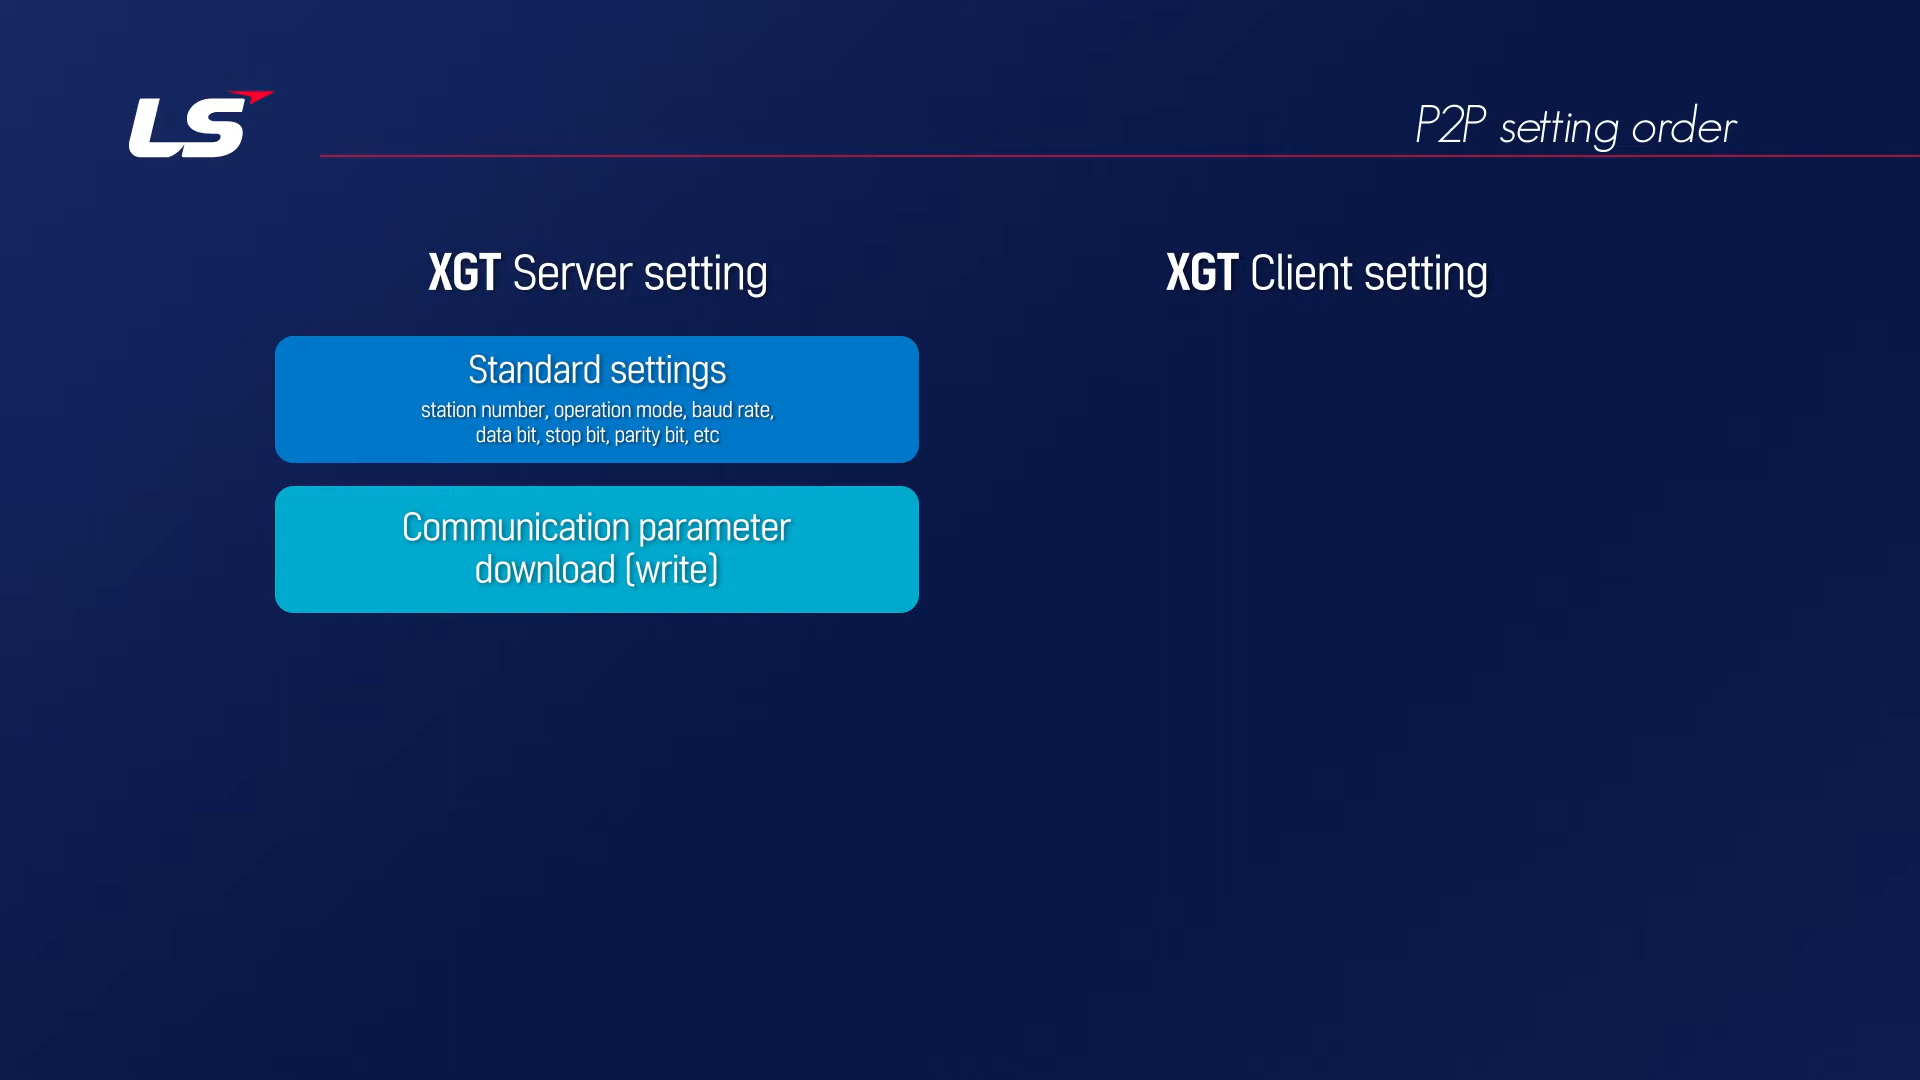 LS
P2P setting order
XGT Server setting
XGT Client setting
Standard settings
station number, operation mode, baud rate,
data bit, stop bit, parity bit, etc
Communication parameter
download (write)